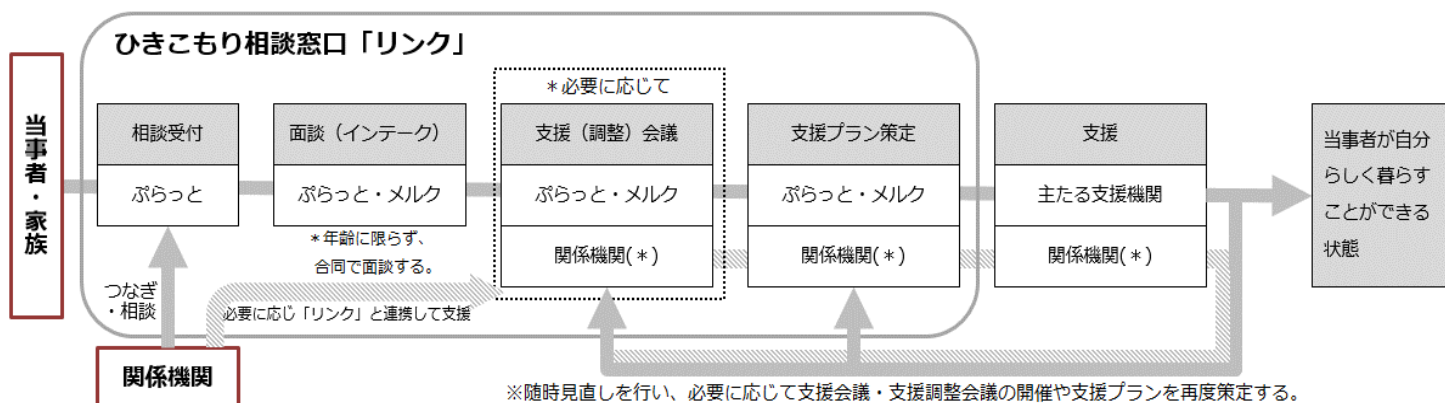 ひきこもり相談窓口「リンク」
当事者・家族
相談受付
ぷらっと
面談（インテーク）
ぷらっと・メルク
＊年齢に限らず、
合同で面談する。
＊必要に応じて
支援（調整）会議
ぷらっと・メルク
関係機関(＊)
支援プラン策定
ぷらっと・メルク
関係機関(＊)
支援
主たる支援機関
関係機関(＊)
当事者が自分
らしく暮らす
ことができる
状態
つなぎ
・相談
必要に応じ「リンク」と連携して支援
関係機関
※随時見直しを行い、必要に応じて支援会議・支援調整会議の開催や支援プランを再度策定する。